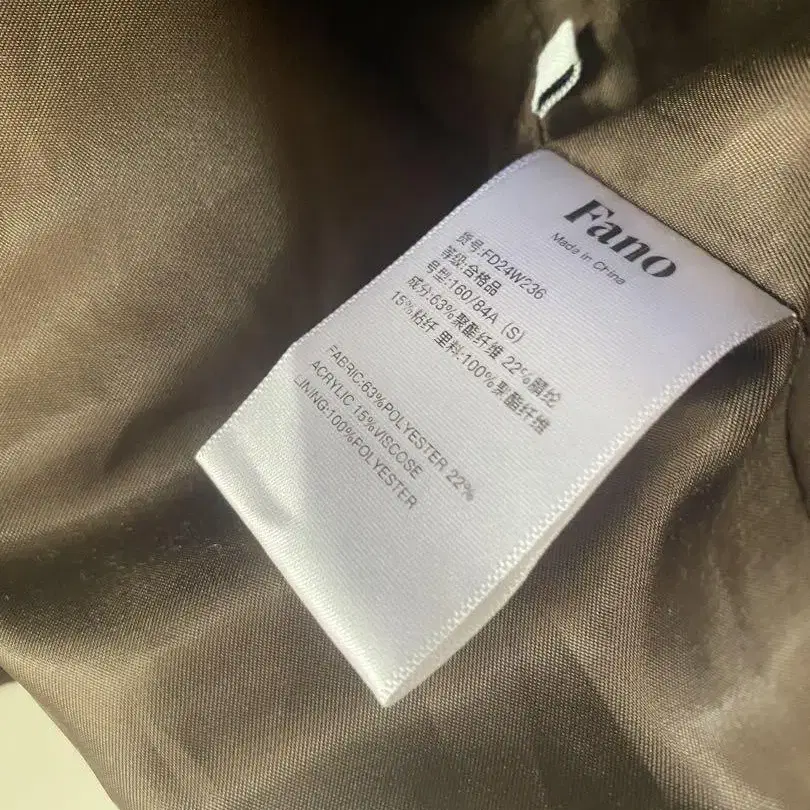 Fano
Made in China
货号:FD24W236
等级:合格品
号型:160/84A (S)
成分:63%聚酯纤维 22%腈纶
15%粘纤 里料:100%聚酯纤维
FABRIC:63%POLYESTER 22%
ACRYLIC 15%VISCOSE
LINING:100%POLYESTER